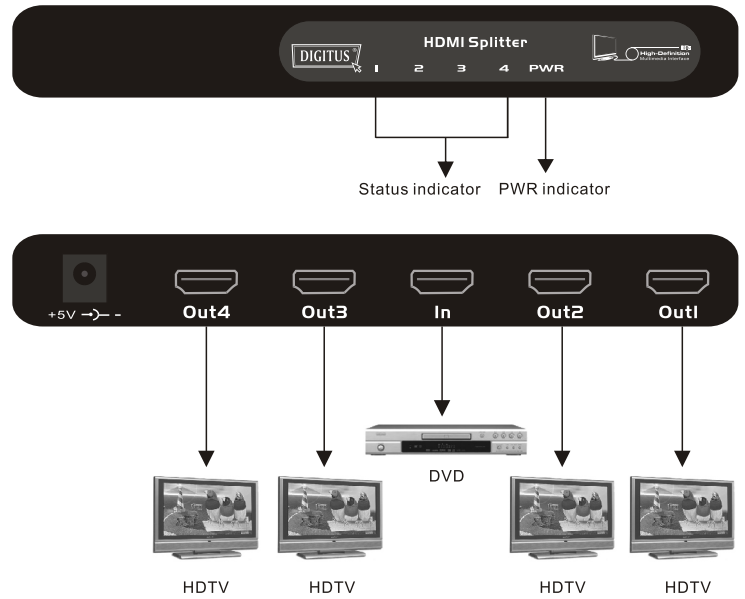 HDMI Splitter
DIGITUS®
1 2 3 4 PWR
High-Definition
Multimedia Interface
Status indicator PWR indicator
+5V -
Out4 Out3 In Out2 Out1
DVD
HDTV HDTV HDTV HDTV